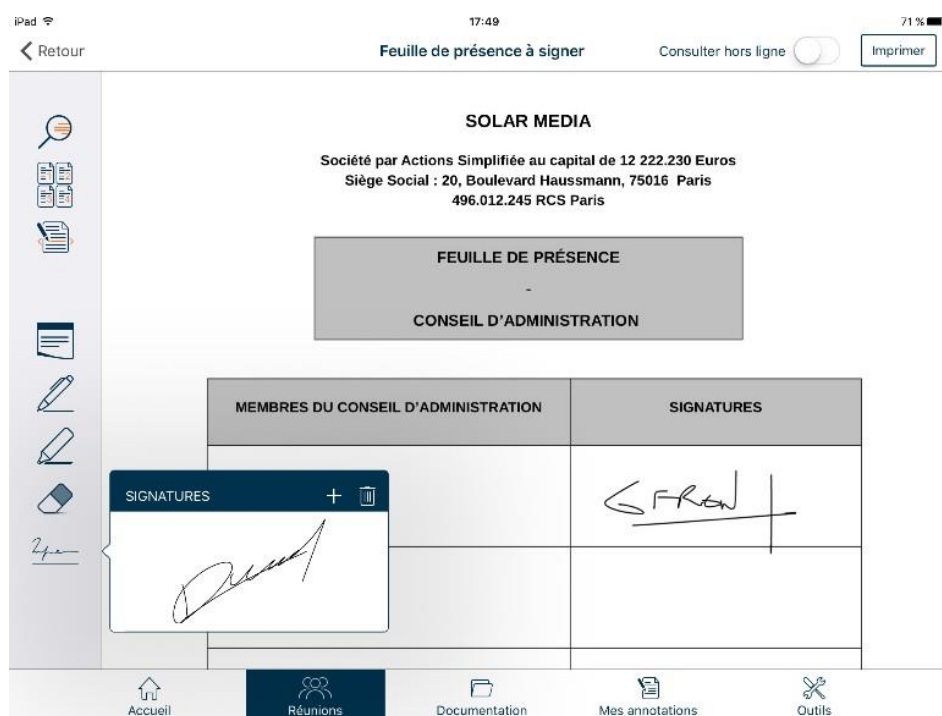 iPad 17:49 71 %
Retour Feuille de présence à signer Consulter hors ligne Imprimer
SOLAR MEDIA
Société par Actions Simplifiée au capital de 12 222.230 Euros
Siège Social : 20, Boulevard Haussmann, 75016 Paris
496.012.245 RCS Paris
FEUILLE DE PRÉSENCE
-
CONSEIL D'ADMINISTRATION
MEMBRES DU CONSEIL D'ADMINISTRATION SIGNATURES
SIGNATURES
Accueil Réunions Documentation Mes annotations Outils